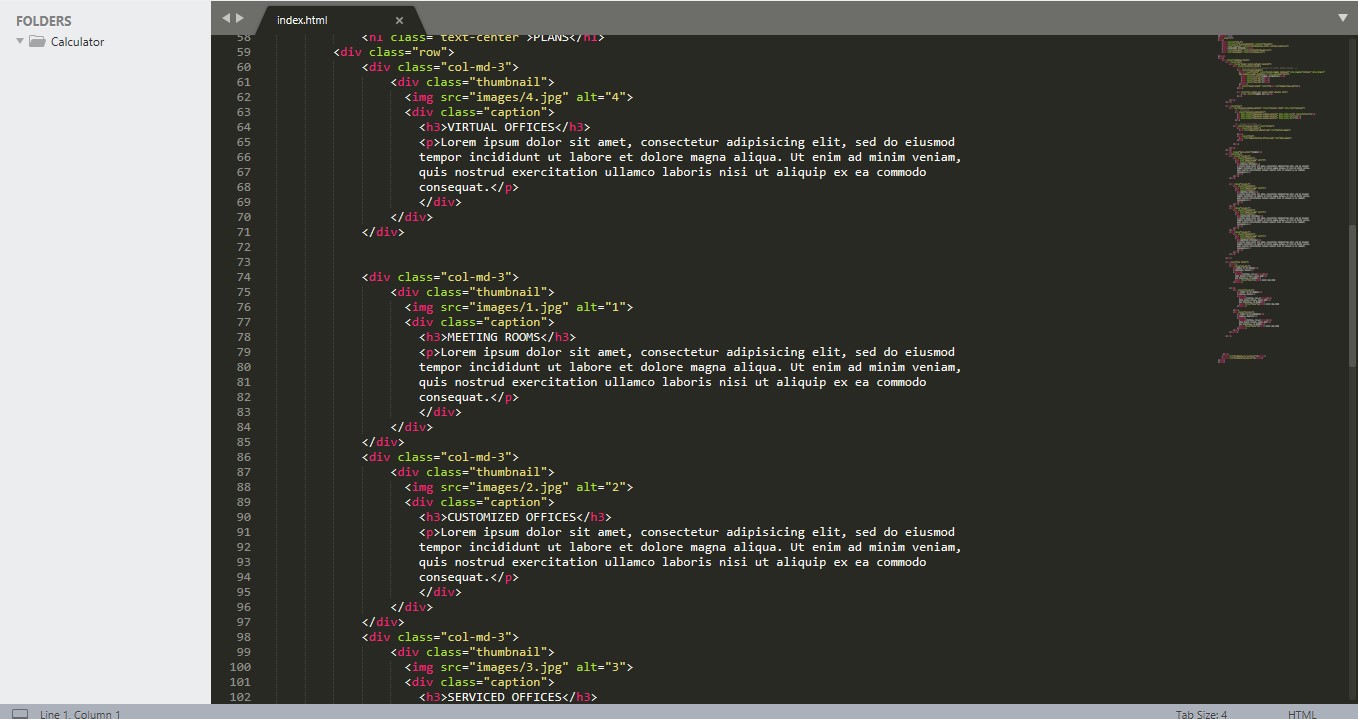 FOLDERS
Calculator
index.html
58 <h1 class="text-center">PLANS</h1>
59 <div class="row">
60 <div class="col-md-3">
61 <div class="thumbnail">
62 <img src="images/4.jpg" alt="4">
63 <div class="caption">
64 <h3>VIRTUAL OFFICES</h3>
65 <p>Lorem ipsum dolor sit amet, consectetur adipisicing elit, sed do eiusmod
66 tempor incididunt ut labore et dolore magna aliqua. Ut enim ad minim veniam,
67 quis nostrud exercitation ullamco laboris nisi ut aliquip ex ea commodo
68 consequat.</p>
69 </div>
70 </div>
71 </div>
72
73
74 <div class="col-md-3">
75 <div class="thumbnail">
76 <img src="images/1.jpg" alt="1">
77 <div class="caption">
78 <h3>MEETING ROOMS</h3>
79 <p>Lorem ipsum dolor sit amet, consectetur adipisicing elit, sed do eiusmod
80 tempor incididunt ut labore et dolore magna aliqua. Ut enim ad minim veniam,
81 quis nostrud exercitation ullamco laboris nisi ut aliquip ex ea commodo
82 consequat.</p>
83 </div>
84 </div>
85 </div>
86 <div class="col-md-3">
87 <div class="thumbnail">
88 <img src="images/2.jpg" alt="2">
89 <div class="caption">
90 <h3>CUSTOMIZED OFFICES</h3>
91 <p>Lorem ipsum dolor sit amet, consectetur adipisicing elit, sed do eiusmod
92 tempor incididunt ut labore et dolore magna aliqua. Ut enim ad minim veniam,
93 quis nostrud exercitation ullamco laboris nisi ut aliquip ex ea commodo
94 consequat.</p>
95 </div>
96 </div>
97 </div>
98 <div class="col-md-3">
99 <div class="thumbnail">
100 <img src="images/3.jpg" alt="3">
101 <div class="caption">
102 <h3>SERVICED OFFICES</h3>
Line 1, Column 1
Tab Size: 4
HTML